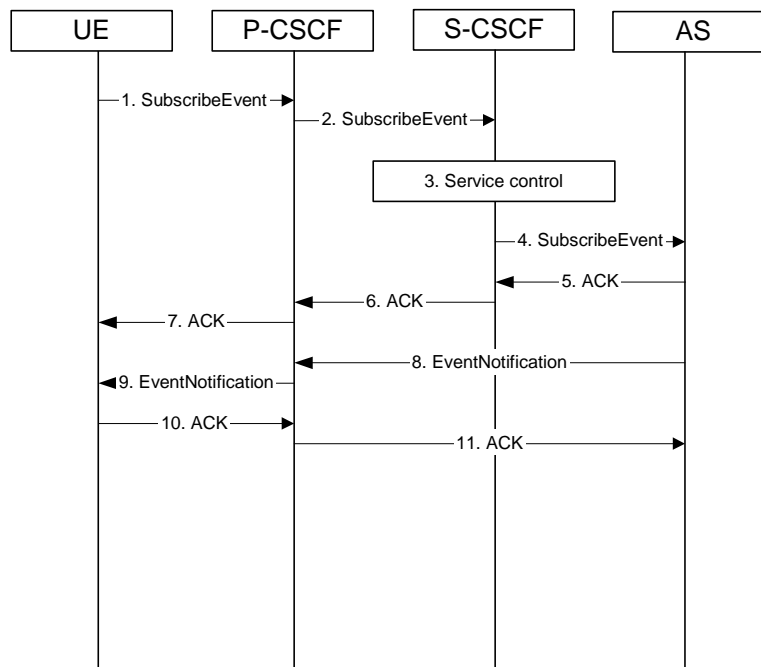 UE
P-CSCF
S-CSCF
AS
1. SubscribeEvent
2. SubscribeEvent
3. Service control
4. SubscribeEvent
5. ACK
6. ACK
7. ACK
8. EventNotification
9. EventNotification
10. ACK
11. ACK